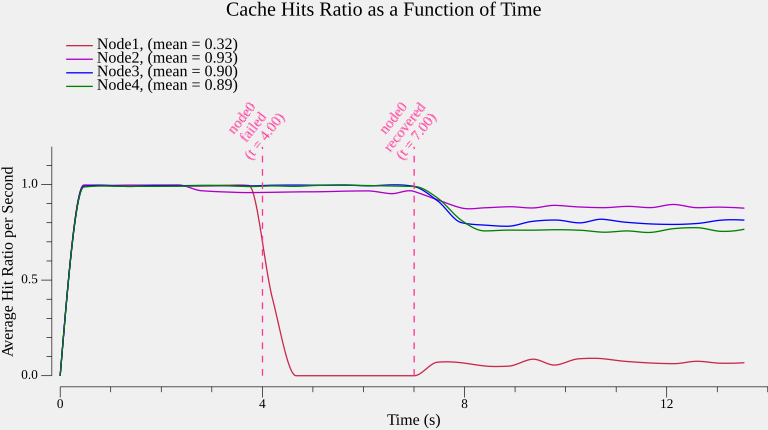 Cache Hits Ratio as a Function of Time
Node1, (mean = 0.32)
Node2, (mean = 0.93)
Node3, (mean = 0.90)
Node4, (mean = 0.89)
node0
failed
(t = 4.00)
node0
recovered
(t = 7.00)
Average Hit Ratio per Second
1.0
0.5
0.0
0
4
8
12
Time (s)